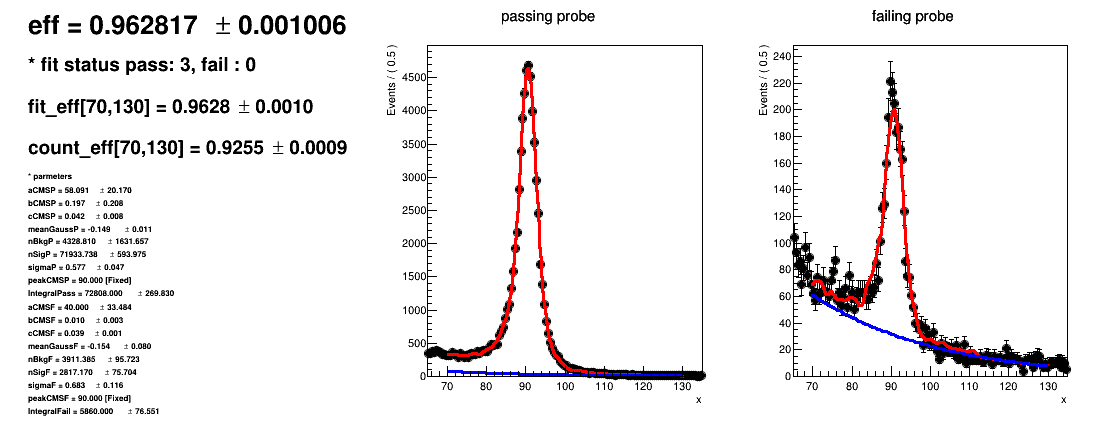 eff = 0.962817 ± 0.001006
* fit status pass: 3, fail : 0
fit_eff[70,130] = 0.9628 ± 0.0010
count_eff[70,130] = 0.9255 ± 0.0009
* parmeters
aCMSP = 58.091 ± 20.170
bCMSP = 0.197 ± 0.208
cCMSP = 0.042 ± 0.008
meanGaussP = -0.149 ± 0.011
nBkgP = 4328.810 ± 1631.657
nSigP = 71933.738 ± 593.975
sigmaP = 0.577 ± 0.047
peakCMSP = 90.000 [Fixed]
IntegralPass = 72808.000 ± 269.830
aCMSF = 40.000 ± 33.484
bCMSF = 0.010 ± 0.003
cCMSF = 0.039 ± 0.001
meanGaussF = -0.154 ± 0.080
nBkgF = 3911.385 ± 95.723
nSigF = 2817.170 ± 75.704
sigmaF = 0.683 ± 0.116
peakCMSF = 90.000 [Fixed]
IntegralFail = 5860.000 ± 76.551
passing probe
Events / ( 0.5 )
4500
4000
3500
3000
2500
2000
1500
1000
500
0
70 80 90 100 110 120 130
x
failing probe
Events / ( 0.5 )
240
220
200
180
160
140
120
100
80
60
40
20
0
70 80 90 100 110 120 130
x